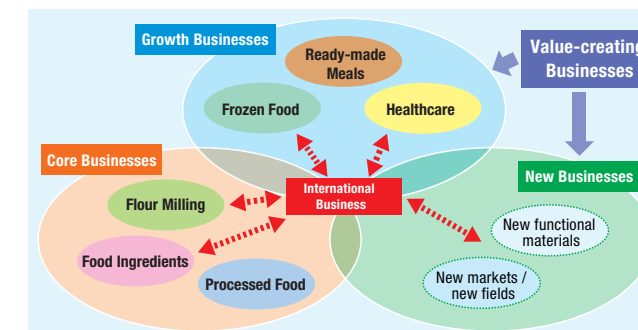 Growth Businesses
Ready-made
Meals
Frozen Food
Healthcare
Value-creating
Businesses
Core Businesses
Flour Milling
Food Ingredients
Processed Food
International
Business
New Businesses
New functional
materials
New markets /
new fields